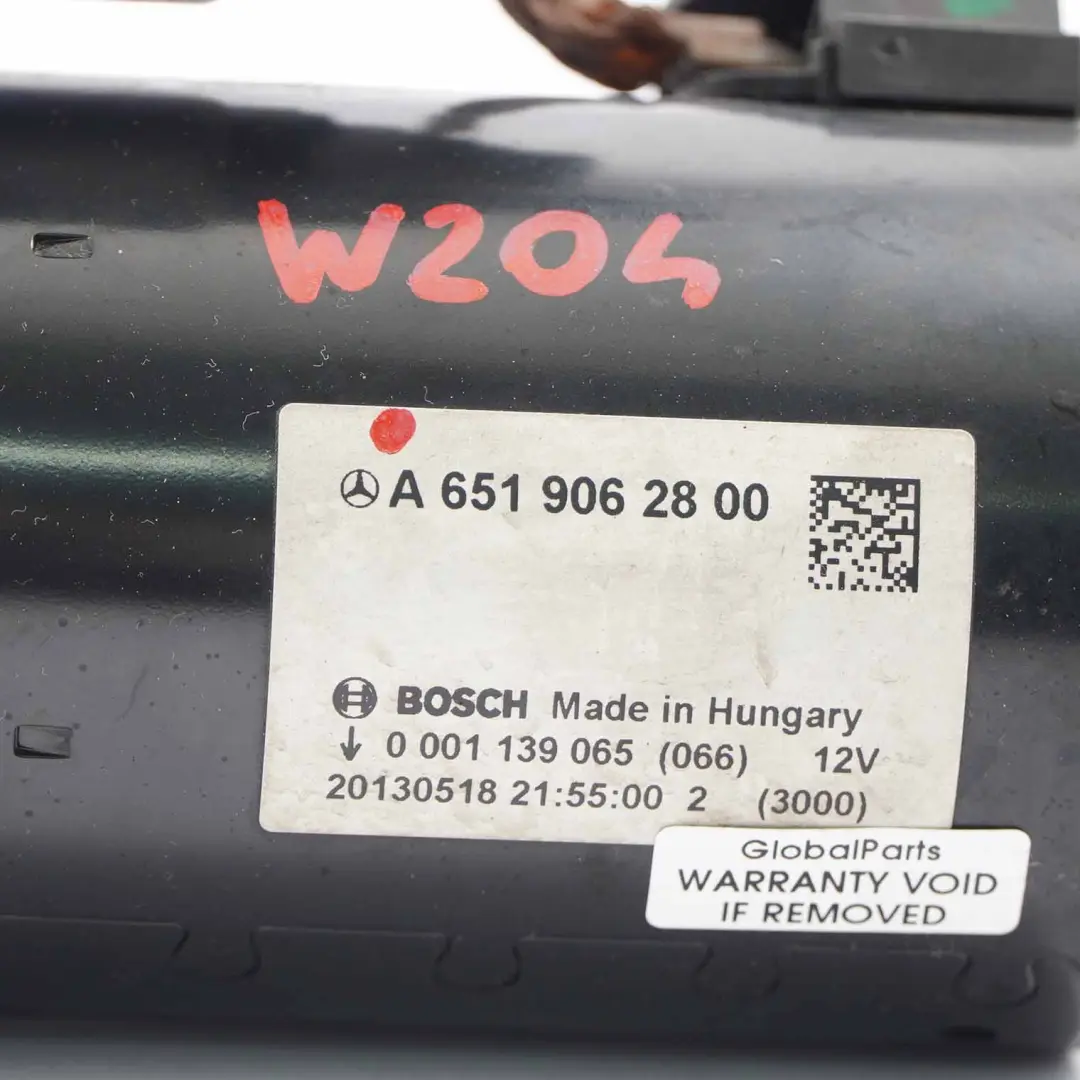 W204
A 651 906 28 00
BOSCH Made in Hungary
↓ 0 001 139 065 (066) 12V
20130518 21:55:00 2 (3000)
GlobalParts
WARRANTY VOID
IF REMOVED